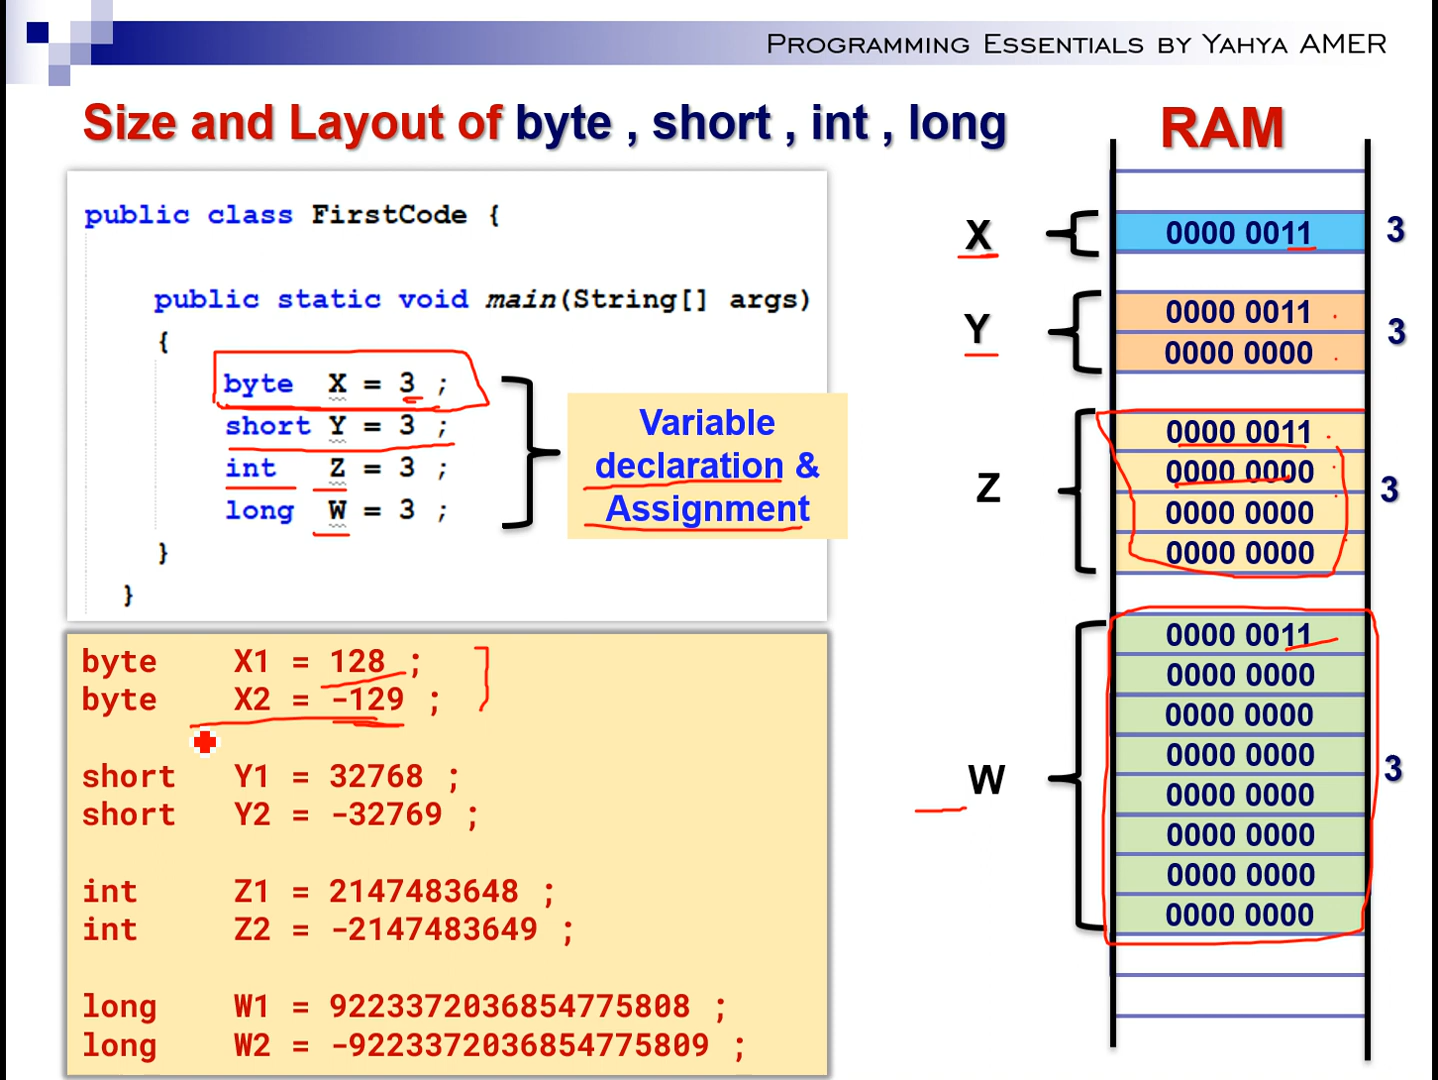 PROGRAMMING ESSENTIALS BY YAHYA AMER
Size and Layout of byte , short , int , long
RAM
public class FirstCode {
public static void main(String[] args)
{
byte X = 3 ;
short Y = 3 ;
int Z = 3 ;
long W = 3 ;
}
}
Variable
declaration &
Assignment
byte X1 = 128 ;
byte X2 = -129 ;
short Y1 = 32768 ;
short Y2 = -32769 ;
int Z1 = 2147483648 ;
int Z2 = -2147483649 ;
long W1 = 9223372036854775808 ;
long W2 = -9223372036854775809 ;
X 0000 0011 3
Y 0000 0011 3
0000 0000
Z 0000 0011 3
0000 0000
0000 0000
0000 0000
W 0000 0011 3
0000 0000
0000 0000
0000 0000
0000 0000
0000 0000
0000 0000
0000 0000